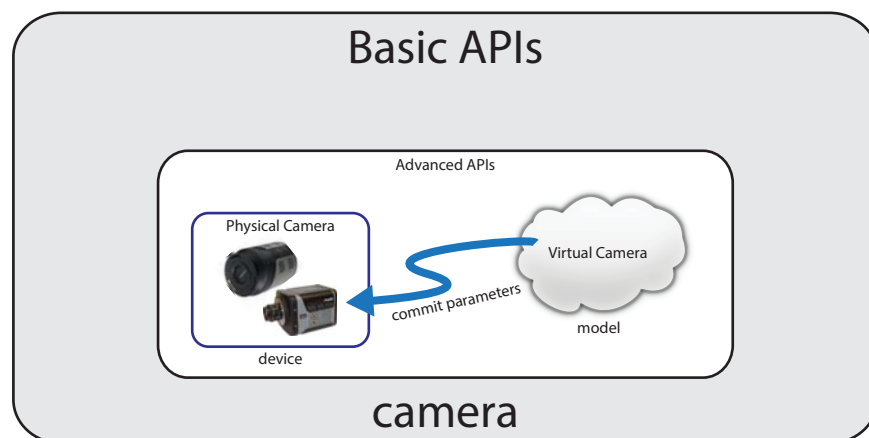 Basic APIs
Advanced APIs
Physical Camera
Virtual Camera
commit parameters
model
device
camera